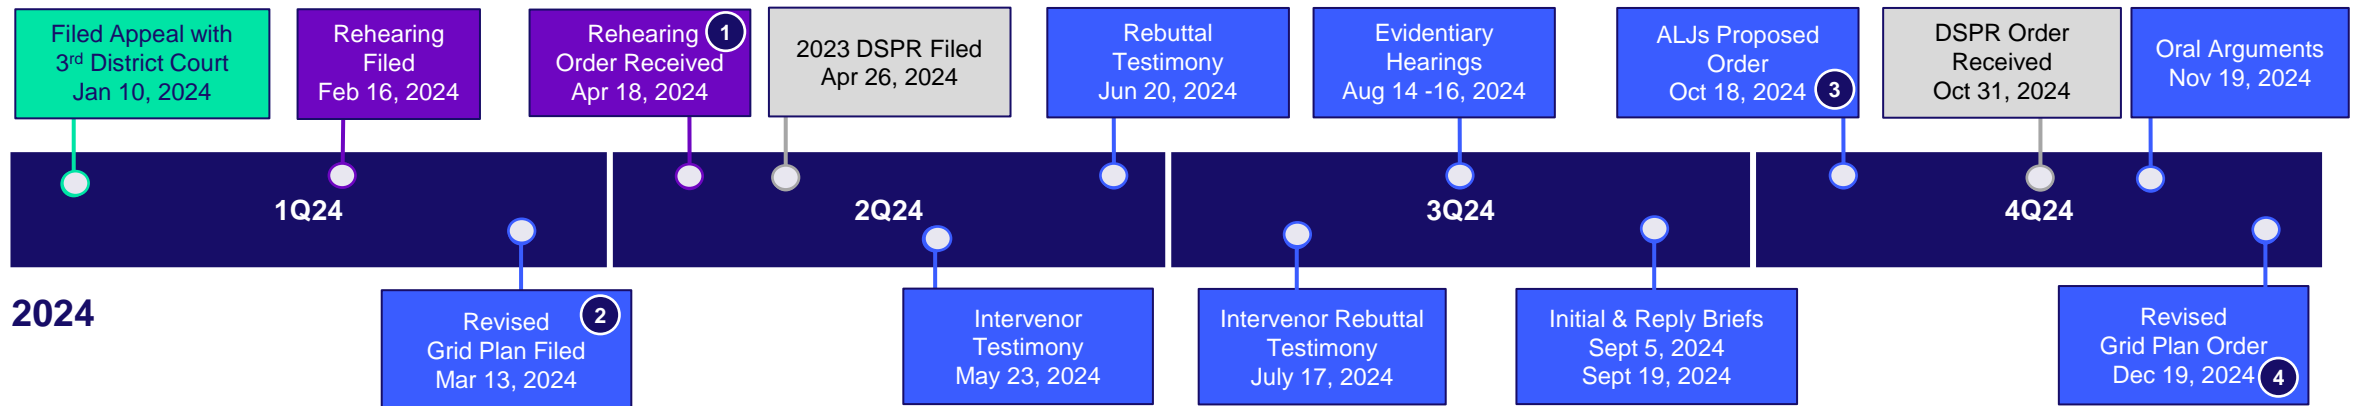 Filed Appeal with
3rd District Court
Jan 10, 2024
Rehearing
Filed
Feb 16, 2024
Rehearing
1
Order Received
Apr 18, 2024
2023 DSPR Filed
Apr 26, 2024
Rebuttal
Testimony
Jun 20, 2024
Evidentiary
Hearings
Aug 14 -16, 2024
ALJs Proposed
Order
Oct 18, 2024
3
DSPR Order
Received
Oct 31, 2024
Oral Arguments
Nov 19, 2024
1Q24
2Q24
3Q24
4Q24
2024
Revised
2
Grid Plan Filed
Mar 13, 2024
Intervenor
Testimony
May 23, 2024
Intervenor Rebuttal
Testimony
July 17, 2024
Initial & Reply Briefs
Sept 5, 2024
Sept 19, 2024
Revised
Grid Plan Order
Dec 19, 2024
4